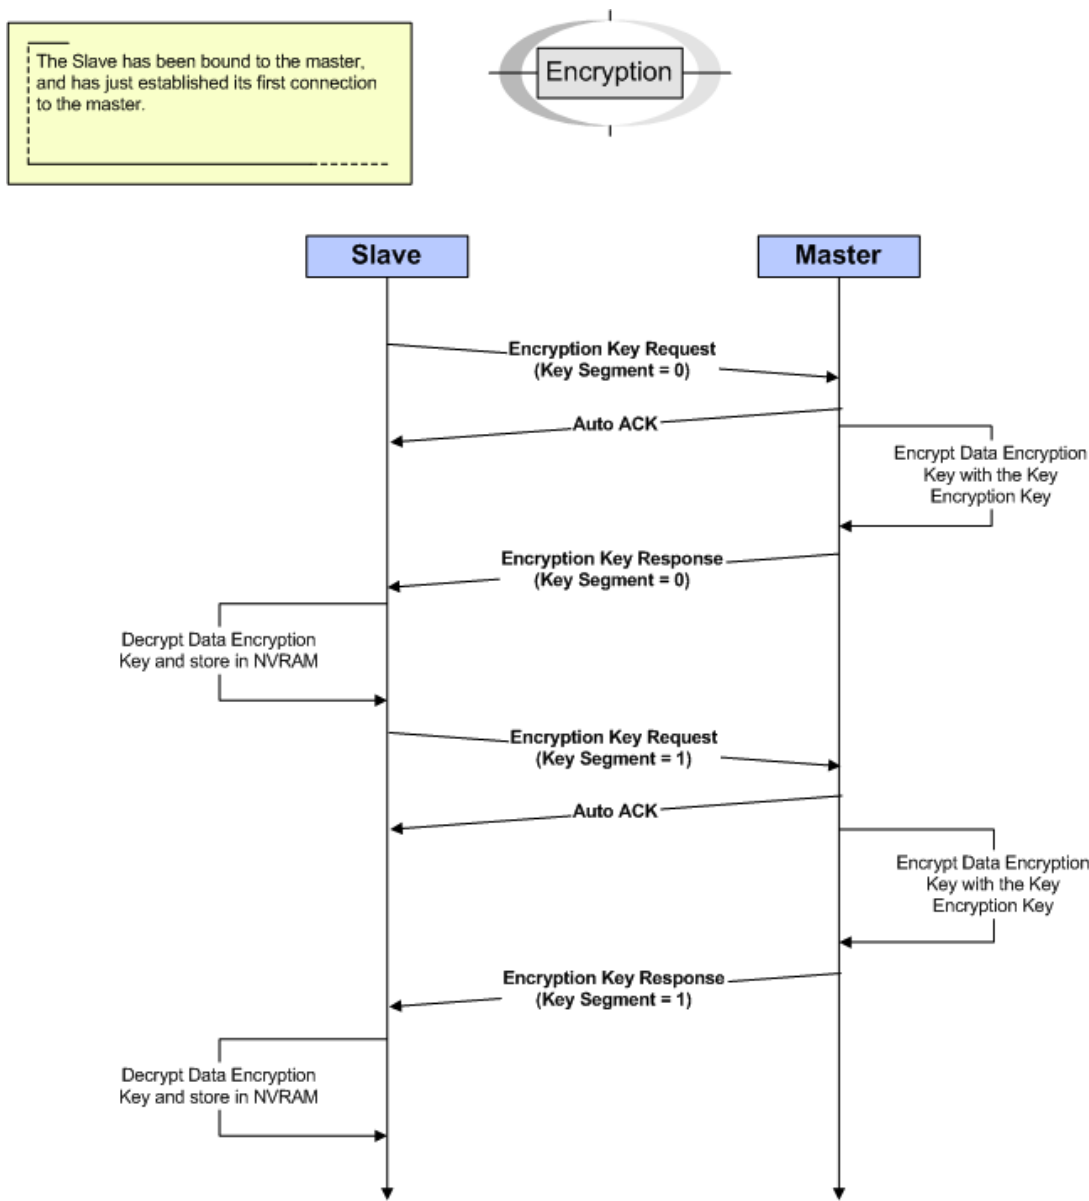 The Slave has been bound to the master,
and has just established its first connection
to the master.
Encryption
Slave
Master
Encryption Key Request
(Key Segment = 0)
Auto ACK
Encrypt Data Encryption
Key with the Key
Encryption Key
Encryption Key Response
(Key Segment = 0)
Decrypt Data Encryption
Key and store in NVRAM
Encryption Key Request
(Key Segment = 1)
Auto ACK
Encrypt Data Encryption
Key with the Key
Encryption Key
Encryption Key Response
(Key Segment = 1)
Decrypt Data Encryption
Key and store in NVRAM